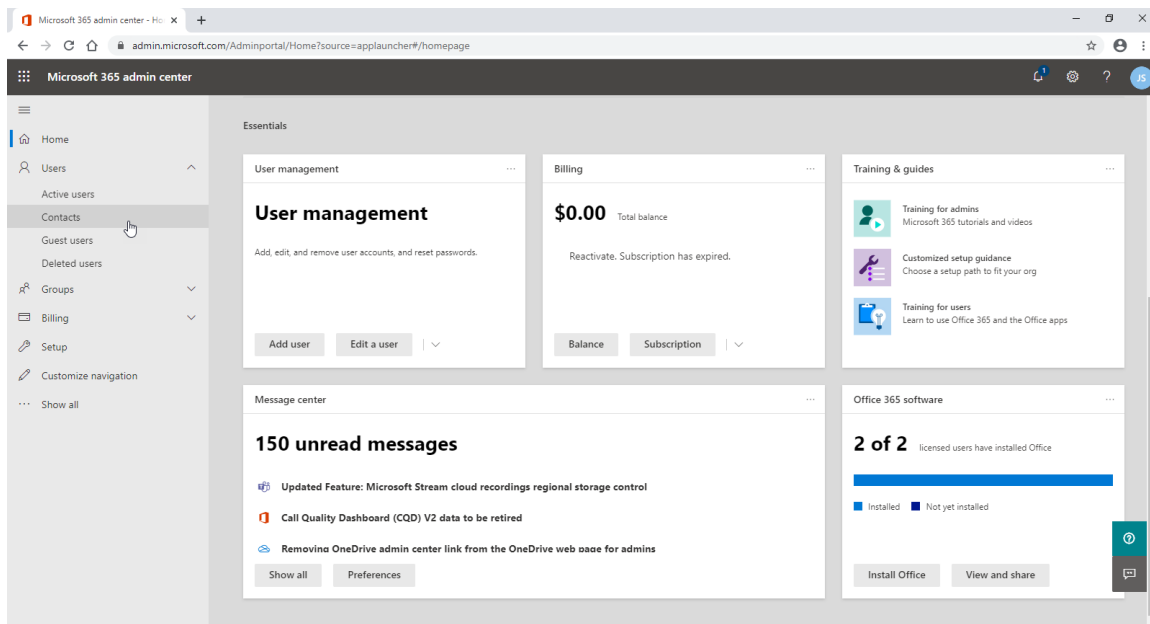 Microsoft 365 admin center - Ho
admin.microsoft.com/Adminportal/Home?source=applauncher#/homepage
Microsoft 365 admin center
1
JS
Home
Users
Active users
Contacts
Guest users
Deleted users
Groups
Billing
Setup
Customize navigation
Show all
Essentials
User management
User management
Add, edit, and remove user accounts, and reset passwords.
Add user
Edit a user
Billing
$0.00 Total balance
Reactivate. Subscription has expired.
Balance
Subscription
Training & guides
Training for admins
Microsoft 365 tutorials and videos
Customized setup guidance
Choose a setup path to fit your org
Training for users
Learn to use Office 365 and the Office apps
Message center
150 unread messages
Updated Feature: Microsoft Stream cloud recordings regional storage control
Call Quality Dashboard (CQD) V2 data to be retired
Removing OneDrive admin center link from the OneDrive web page for admins
Show all
Preferences
Office 365 software
2 of 2 licensed users have installed Office
Installed
Not yet installed
Install Office
View and share